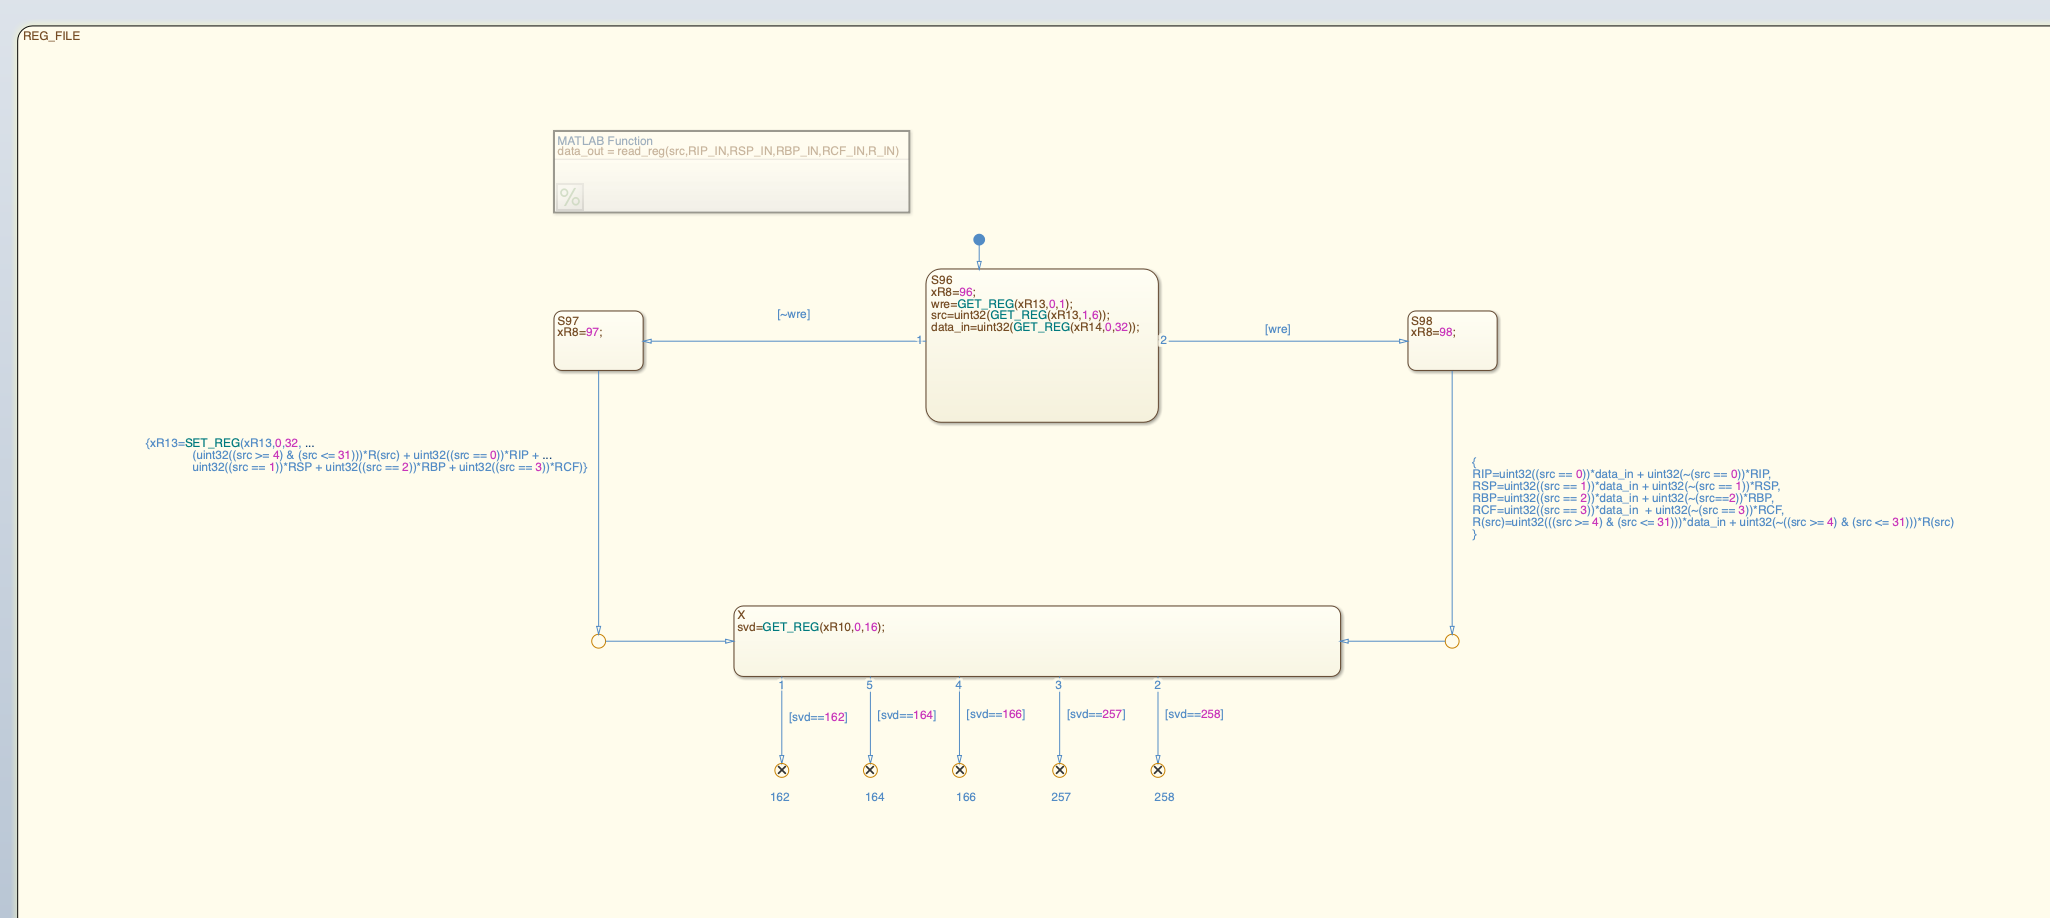 REG_FILE
MATLAB Function
data_out = read_reg(src,RIP_IN,RSP_IN,RBP_IN,RCF_IN,R_IN)
%
S96
xR8=96;
wre=GET_REG(xR13,0,1);
src=uint32(GET_REG(xR13,1,6));
data_in=uint32(GET_REG(xR14,0,32));
S97
xR8=97;
[~wre]
1
2
[wre]
S98
xR8=98;
{xR13=SET_REG(xR13,0,32, ...
(uint32((src >= 4) & (src <= 31)))*R(src) + uint32((src == 0))*RIP + ...
uint32((src == 1))*RSP + uint32((src == 2))*RBP + uint32((src == 3))*RCF)}
{
RIP=uint32((src == 0))*data_in + uint32(~(src == 0))*RIP,
RSP=uint32((src == 1))*data_in + uint32(~(src == 1))*RSP,
RBP=uint32((src == 2))*data_in + uint32(~(src==2))*RBP,
RCF=uint32((src == 3))*data_in  + uint32(~(src == 3))*RCF,
R(src)=uint32(((src >= 4) & (src <= 31)))*data_in + uint32(~((src >= 4) & (src <= 31)))*R(src)
}
X
svd=GET_REG(xR10,0,16);
1
5
4
3
2
[svd==162]
[svd==164]
[svd==166]
[svd==257]
[svd==258]
162
164
166
257
258